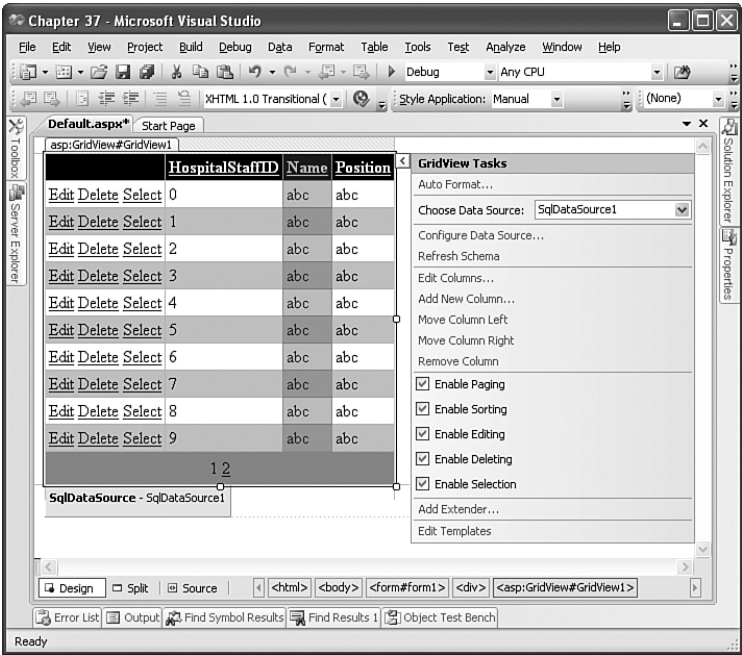 Chapter 37 - Microsoft Visual Studio
File Edit View Project Build Debug Data Format Table Tools Test Analyze Window Help
Debug Any CPU
XHTML 1.0 Transitional ( Style Application: Manual (None)
Default.aspx* Start Page
Toolbox
Server Explorer
asp:GridView#GridView1
HospitalStaffID Name Position
Edit Delete Select 0 abc abc
Edit Delete Select 1 abc abc
Edit Delete Select 2 abc abc
Edit Delete Select 3 abc abc
Edit Delete Select 4 abc abc
Edit Delete Select 5 abc abc
Edit Delete Select 6 abc abc
Edit Delete Select 7 abc abc
Edit Delete Select 8 abc abc
Edit Delete Select 9 abc abc
1 2
SqlDataSource - SqlDataSource1
GridView Tasks
Auto Format...
Choose Data Source: SqlDataSource1
Configure Data Source...
Refresh Schema
Edit Columns...
Add New Column...
Move Column Left
Move Column Right
Remove Column
Enable Paging
Enable Sorting
Enable Editing
Enable Deleting
Enable Selection
Add Extender...
Edit Templates
Solution Explorer
Properties
Design Split Source <html> <body> <form#form1> <div> <asp:GridView#GridView1>
Error List Output Find Symbol Results Find Results 1 Object Test Bench
Ready